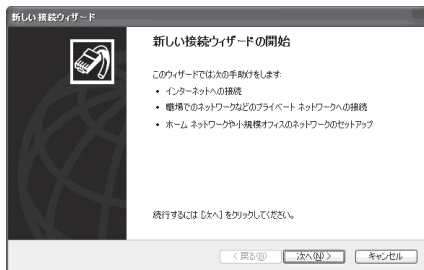 新しい接続ウィザード
新しい接続ウィザードの開始
このウィザードでは次の手助けをします:
• インターネットへの接続
• 職場でのネットワークなどのプライベート ネットワークへの接続
• ホーム ネットワークや小規模オフィスのネットワークのセットアップ
続行するには [次へ] をクリックしてください。
< 戻る(B) 次へ(N) > キャンセル